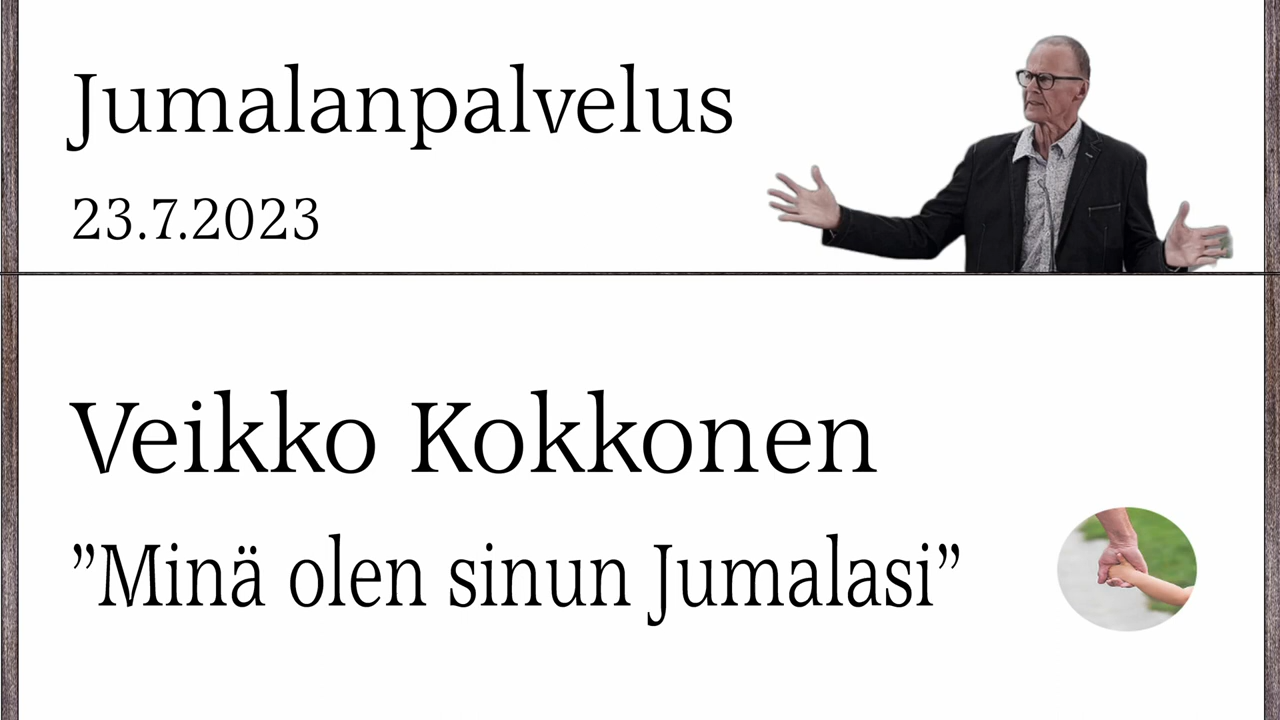 Jumalanpalvelus
23.7.2023
Veikko Kokkonen
”Minä olen sinun Jumalasi”